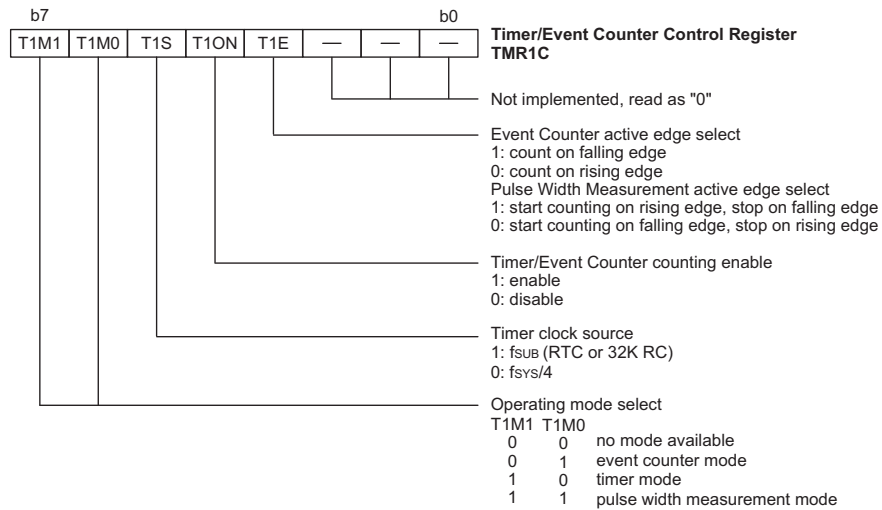 b7 b0
T1M1 T1M0 T1S T1ON T1E — — —
Timer/Event Counter Control Register
TMR1C
Not implemented, read as "0"
Event Counter active edge select
1: count on falling edge
0: count on rising edge
Pulse Width Measurement active edge select
1: start counting on rising edge, stop on falling edge
0: start counting on falling edge, stop on rising edge
Timer/Event Counter counting enable
1: enable
0: disable
Timer clock source
1: fSUB (RTC or 32K RC)
0: fSYS/4
Operating mode select
T1M1 T1M0
0 0 no mode available
0 1 event counter mode
1 0 timer mode
1 1 pulse width measurement mode